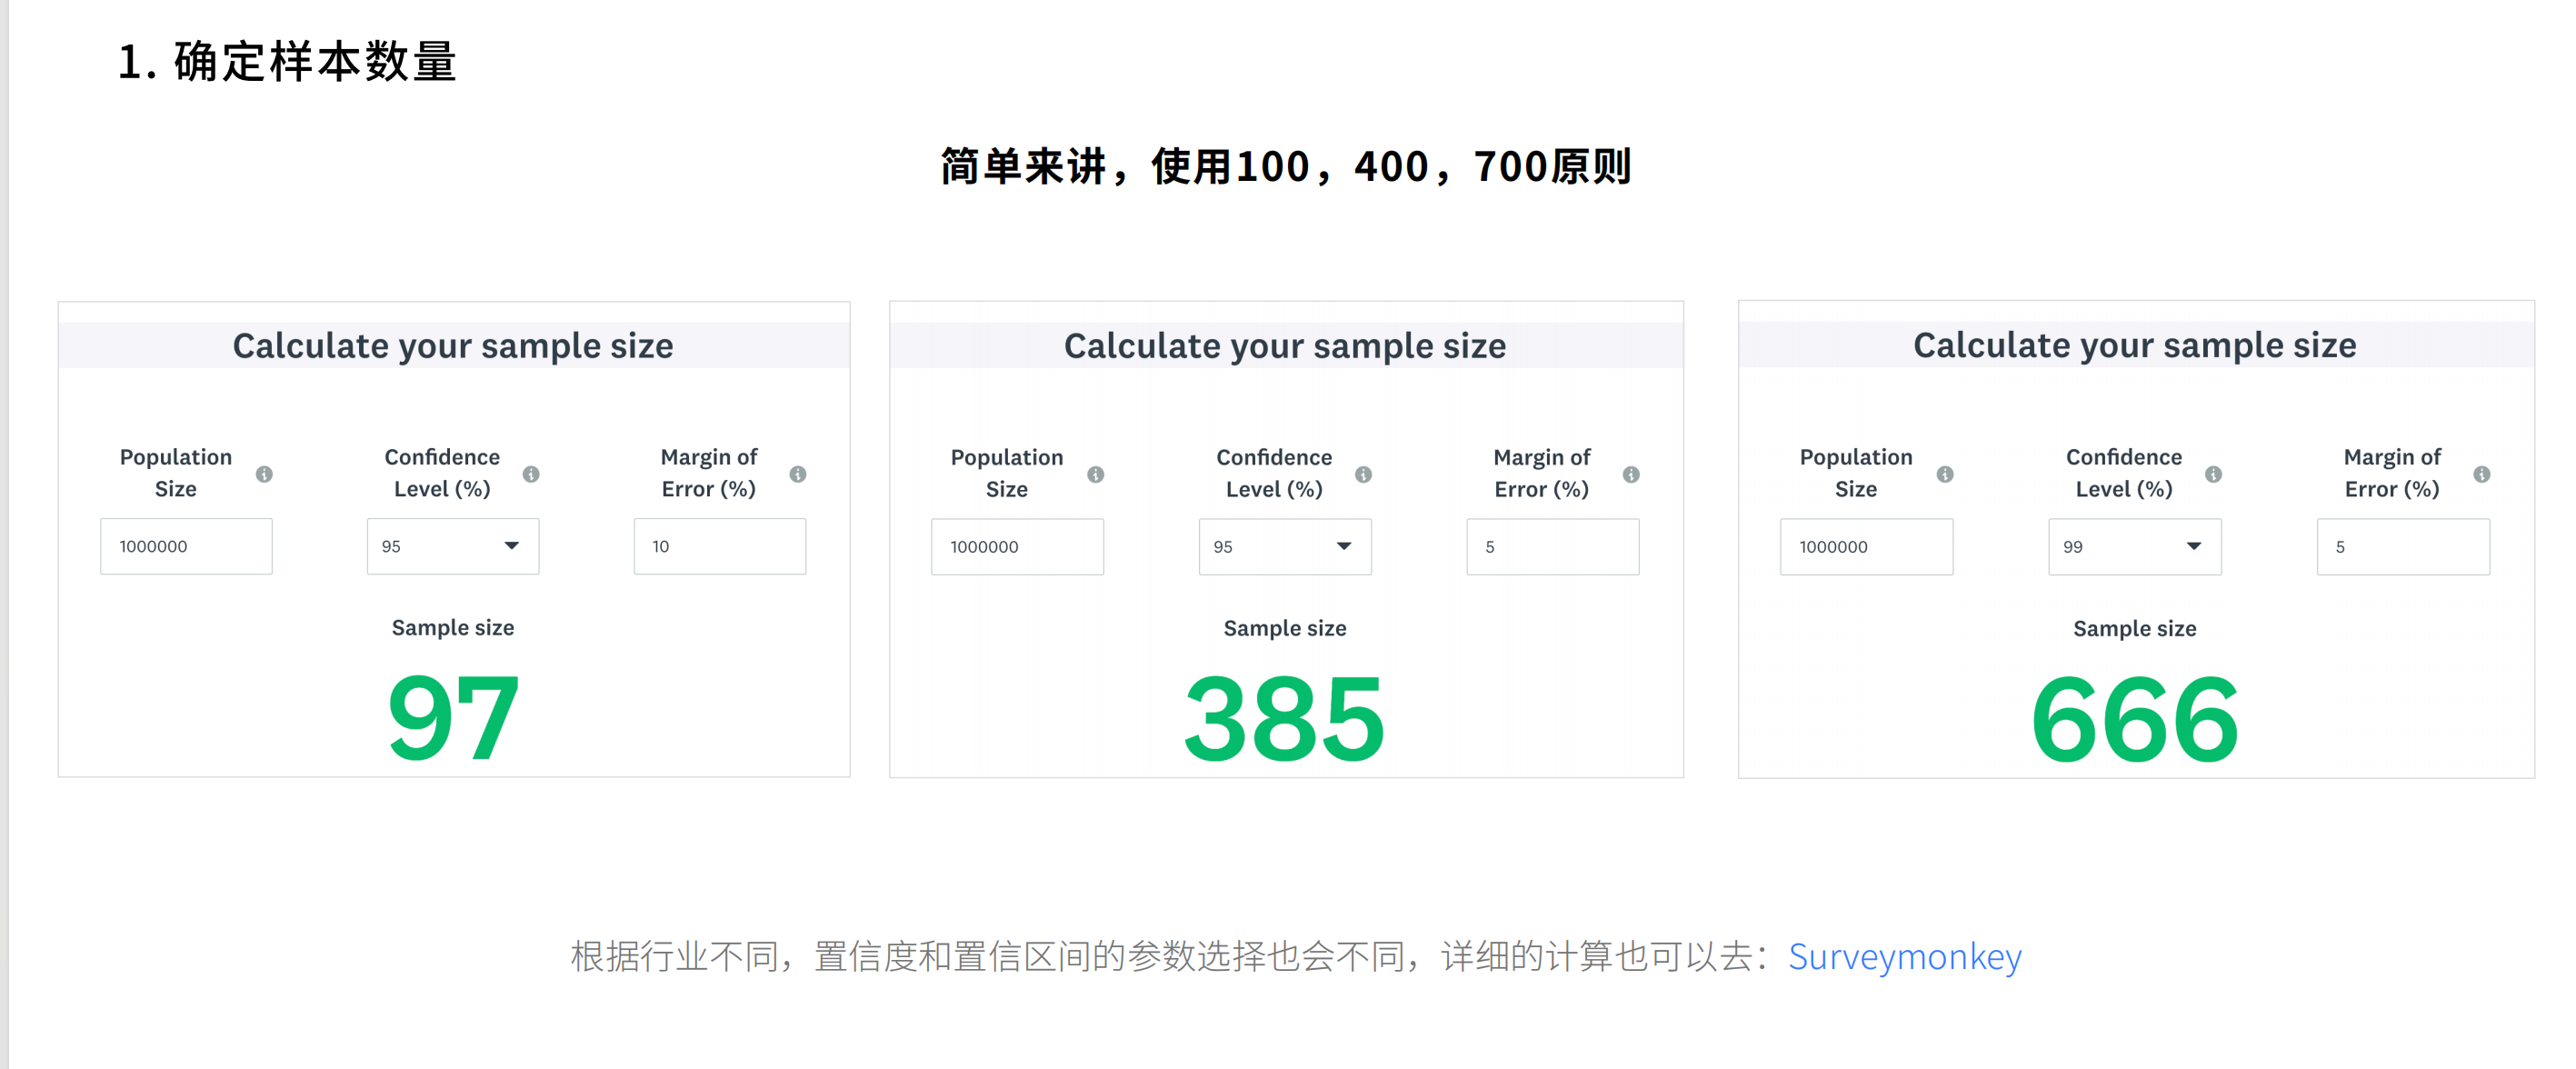 1. 确定样本数量
简单来讲，使用100，400，700原则
Calculate your sample size
Population
Size
Confidence
Level (%)
Margin of
Error (%)
1000000
95
10
Sample size
97
Calculate your sample size
Population
Size
Confidence
Level (%)
Margin of
Error (%)
1000000
95
5
Sample size
385
Calculate your sample size
Population
Size
Confidence
Level (%)
Margin of
Error (%)
1000000
99
5
Sample size
666
根据行业不同，置信度和置信区间的参数选择也会不同，详细的计算也可以去：Surveymonkey